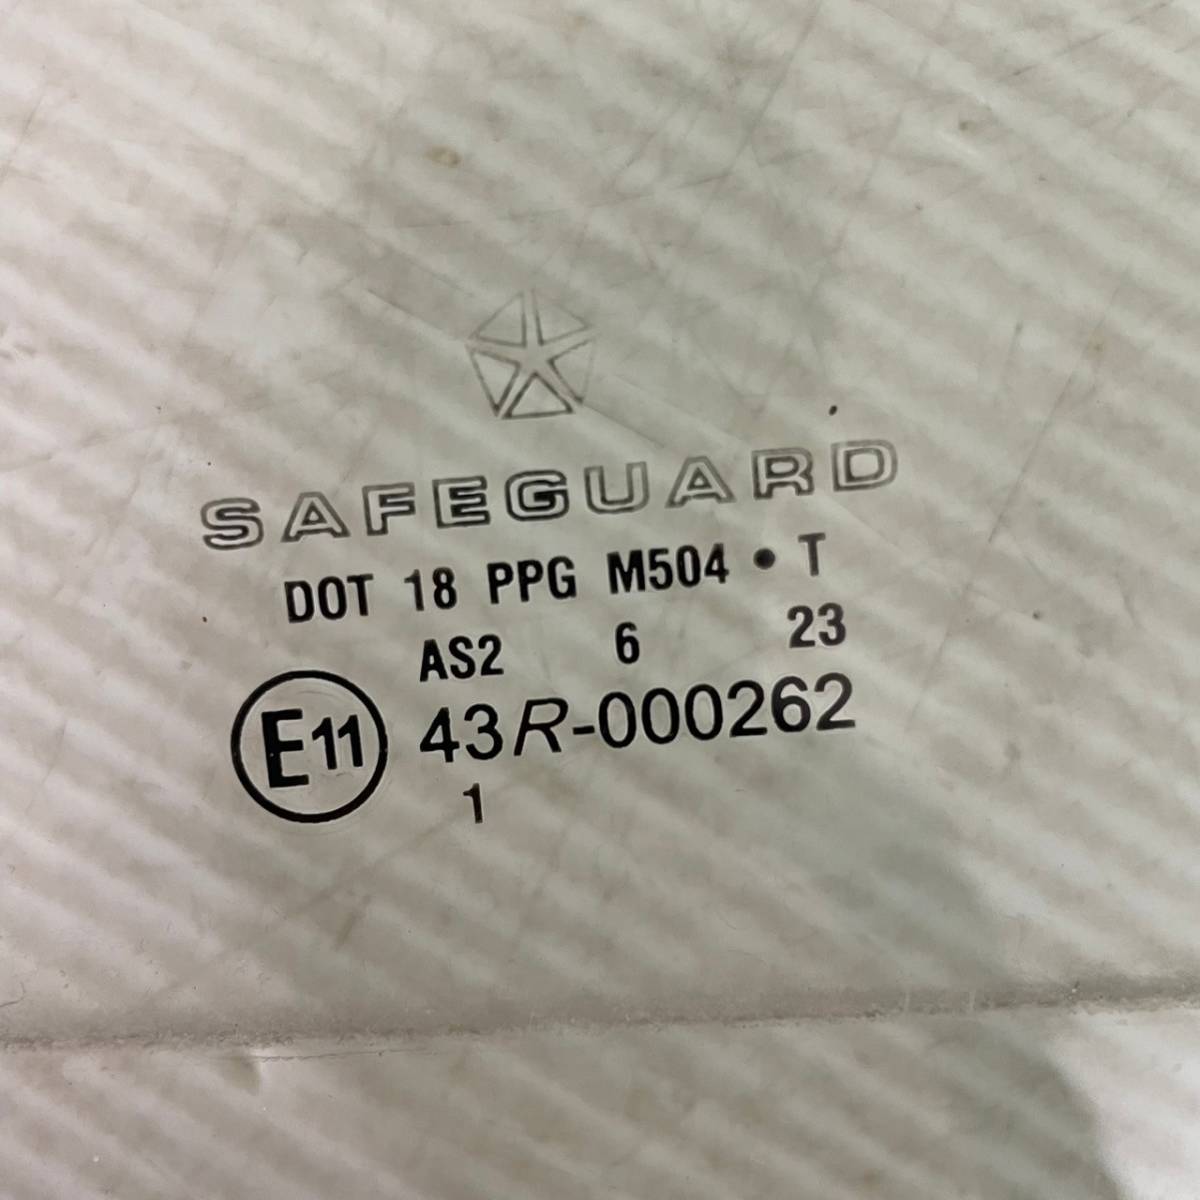 SAFEGUARD
DOT 18 PPG M504 • T
AS2 6 23
E11 43R-000262
1